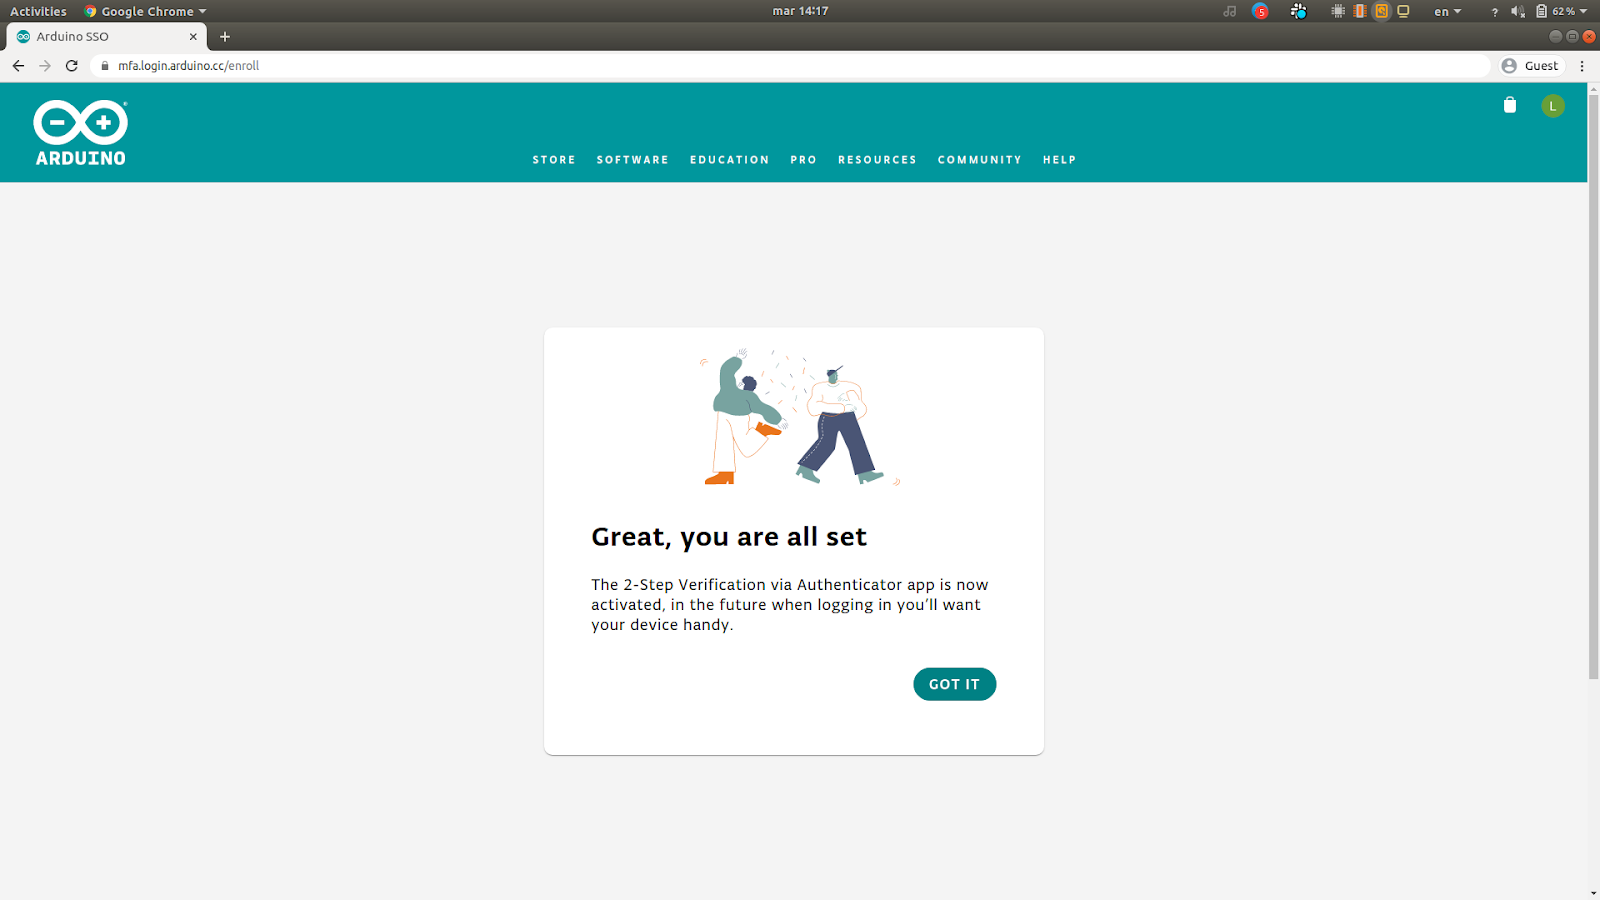 Activities Google Chrome mar 14:17 5 en ? 62 %
Arduino SSO
mfa.login.arduino.cc/enroll Guest
L
ARDUINO STORE SOFTWARE EDUCATION PRO RESOURCES COMMUNITY HELP
Great, you are all set
The 2-Step Verification via Authenticator app is now
activated, in the future when logging in you’ll want
your device handy.
GOT IT